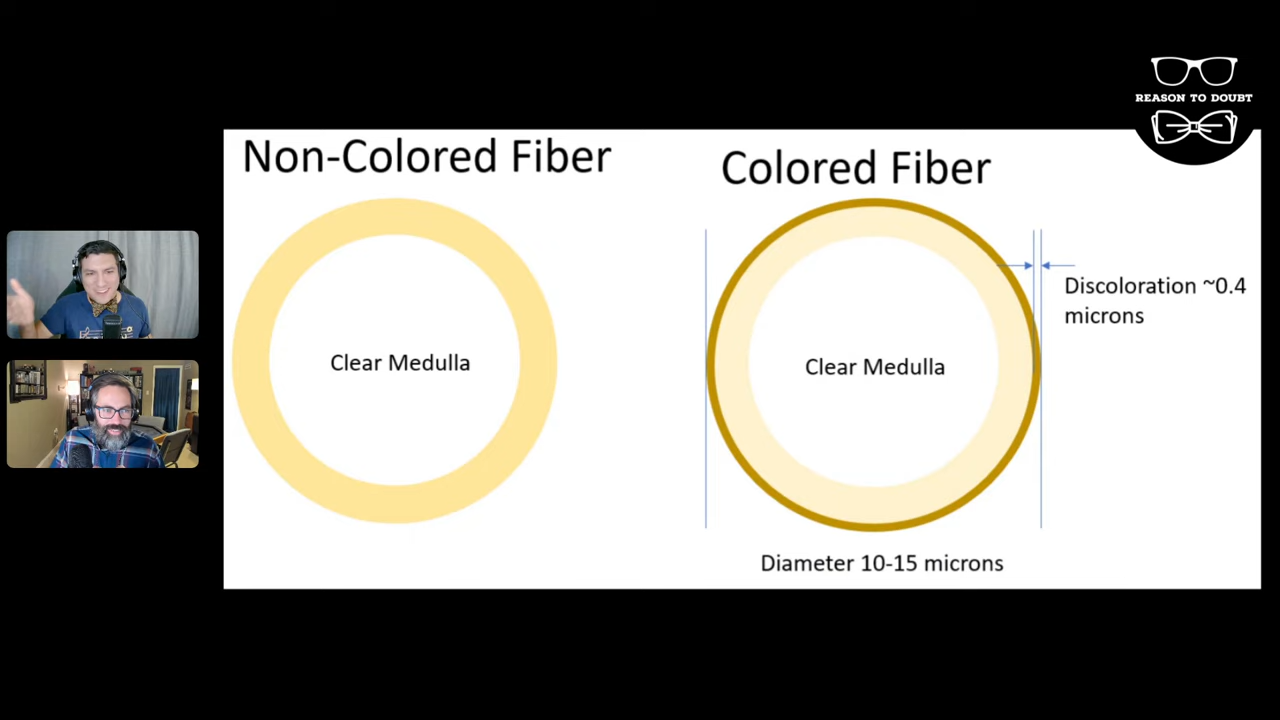 REASON TO DOUBT
Non-Colored Fiber
Colored Fiber
Clear Medulla
Clear Medulla
Discoloration ~0.4
microns
Diameter 10-15 microns